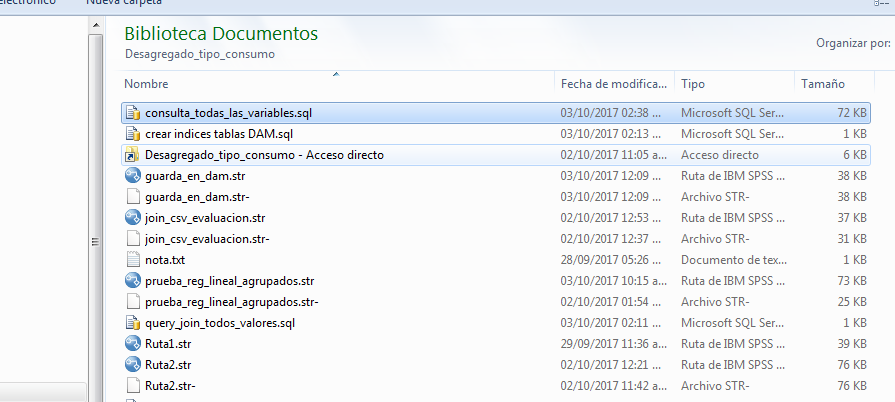 Nueva carpeta
Biblioteca Documentos
Desagregado_tipo_consumo
Organizar por:
Nombre Fecha de modifica... Tipo Tamaño
consulta_todas_las_variables.sql 03/10/2017 02:38 ... Microsoft SQL Ser... 72 KB
crear indices tablas DAM.sql 03/10/2017 02:13 ... Microsoft SQL Ser... 1 KB
Desagregado_tipo_consumo - Acceso directo 02/10/2017 11:05 a... Acceso directo 6 KB
guarda_en_dam.str 03/10/2017 12:09 ... Ruta de IBM SPSS ... 38 KB
guarda_en_dam.str- 03/10/2017 12:09 ... Archivo STR- 38 KB
join_csv_evaluacion.str 02/10/2017 12:53 ... Ruta de IBM SPSS ... 37 KB
join_csv_evaluacion.str- 02/10/2017 12:37 ... Archivo STR- 31 KB
nota.txt 28/09/2017 05:26 ... Documento de tex... 1 KB
prueba_reg_lineal_agrupados.str 03/10/2017 10:15 a... Ruta de IBM SPSS ... 73 KB
prueba_reg_lineal_agrupados.str- 02/10/2017 01:54 ... Archivo STR- 25 KB
query_join_todos_valores.sql 03/10/2017 02:11 ... Microsoft SQL Ser... 1 KB
Ruta1.str 29/09/2017 11:36 a... Ruta de IBM SPSS ... 39 KB
Ruta2.str 02/10/2017 12:21 ... Ruta de IBM SPSS ... 76 KB
Ruta2.str- 02/10/2017 11:42 a... Archivo STR- 76 KB